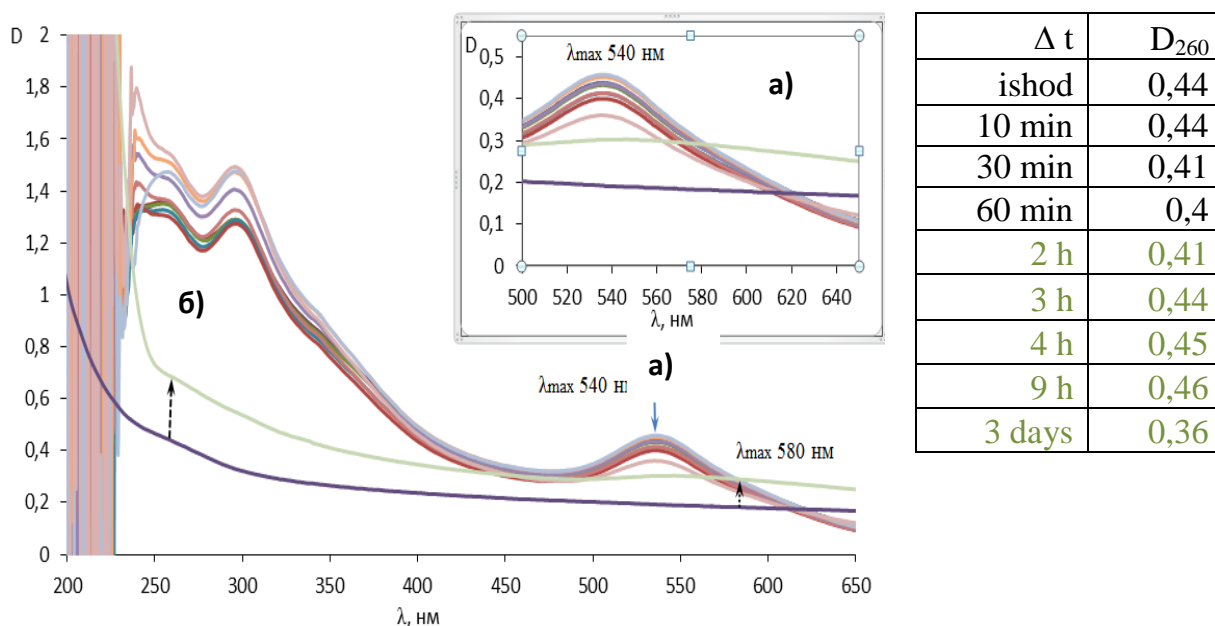 D
2
1,8
1,6
1,4
1,2
1
0,8
0,6
0,4
0,2
0
200 250 300 350 400 450 500 550 600 650
λ, нм
б)
λmax 540 нм
а)
λmax 580 нм
D
0,5
0,4
0,3
0,2
0,1
0
λmax 540 нм
а)
500 520 540 560 580 600 620 640
λ, нм
Δ t D260
ishod 0,44
10 min 0,44
30 min 0,41
60 min 0,4
2 h 0,41
3 h 0,44
4 h 0,45
9 h 0,46
3 days 0,36